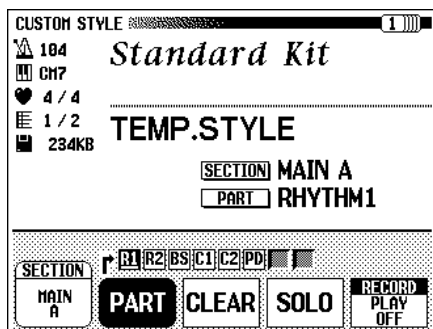 CUSTOM STYLE 1
104
CM7
4 / 4
1 / 2
234KB
Standard Kit
TEMP.STYLE
SECTION MAIN A
PART RHYTHM1
R1 R2 BS C1 C2 PD
SECTION
MAIN
A
PART
CLEAR
SOLO
RECORD
PLAY
OFF